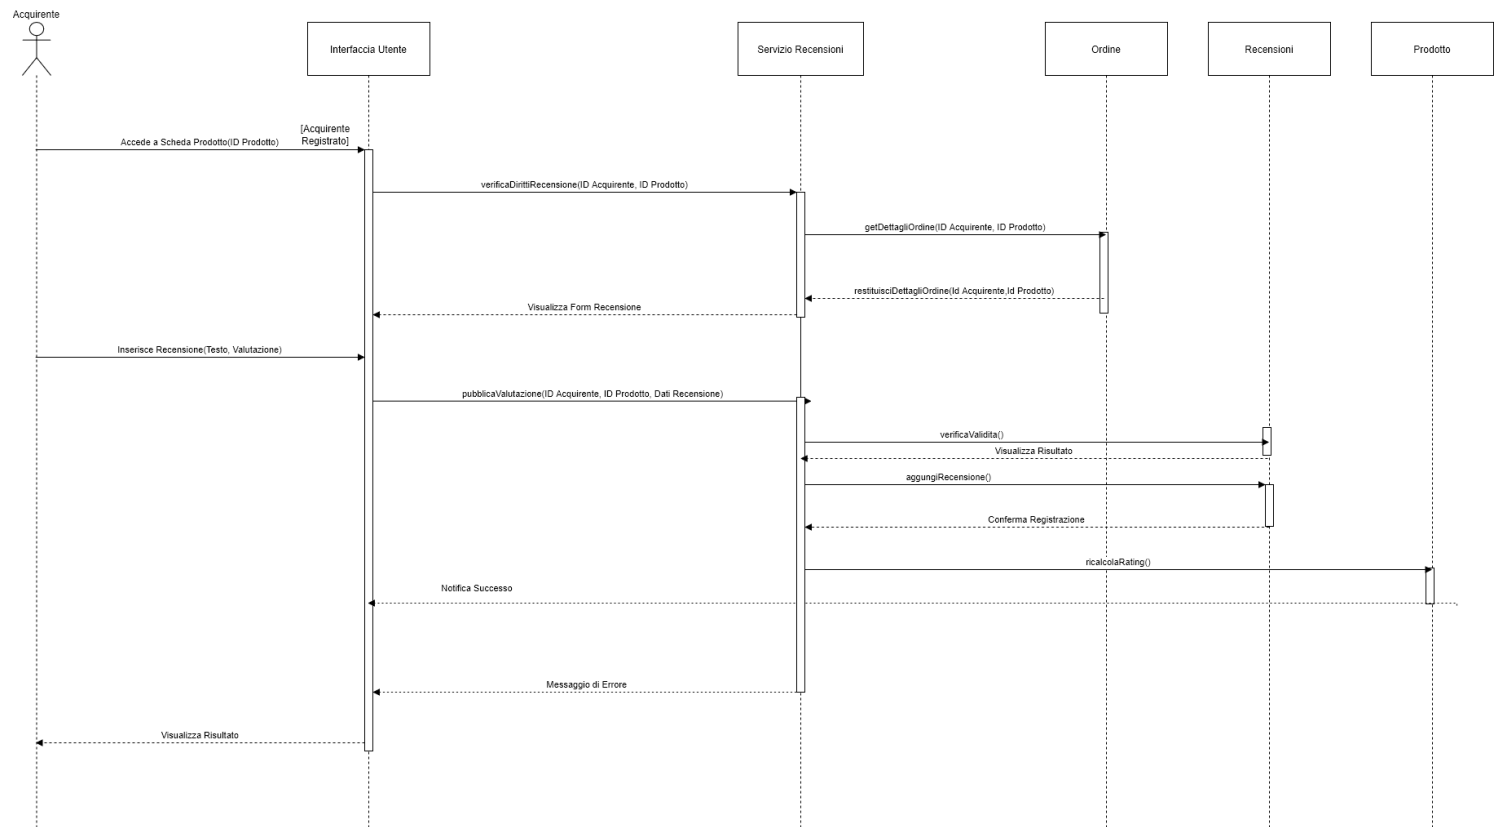 Acquirente
Interfaccia Utente
Servizio Recensioni
Ordine
Recensioni
Prodotto
[Acquirente
Registrato]
Accede a Scheda Prodotto(ID Prodotto)
verificaDirittiRecensione(ID Acquirente, ID Prodotto)
getDettagliOrdine(ID Acquirente, ID Prodotto)
restituisciDettagliOrdine(Id Acquirente,Id Prodotto)
Visualizza Form Recensione
Inserisce Recensione(Testo, Valutazione)
pubblicaValutazione(ID Acquirente, ID Prodotto, Dati Recensione)
verificaValidita()
Visualizza Risultato
aggungiRecensione()
Conferma Registrazione
ricalcolaRating()
Notifica Successo
Messaggio di Errore
Visualizza Risultato